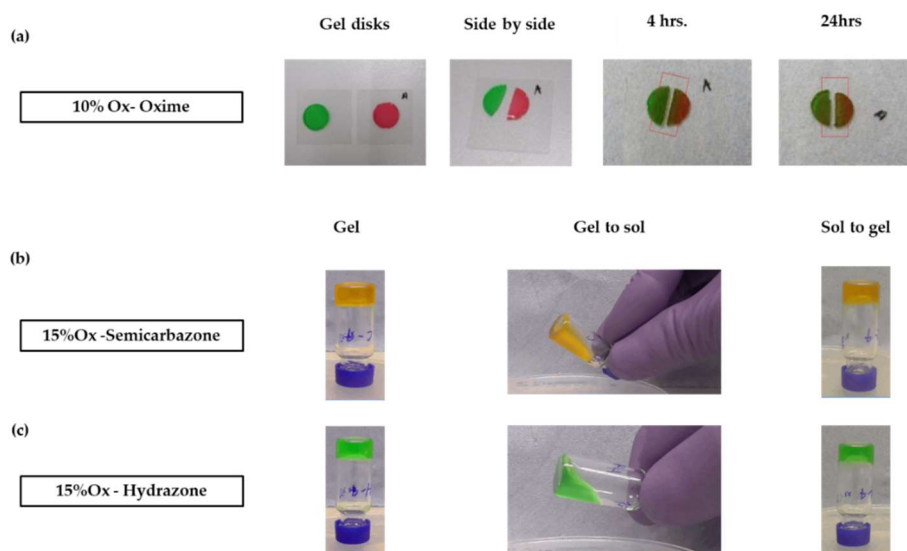 Gel disks Side by side 4 hrs. 24hrs
(a)
10% Ox- Oxime
A
A
A
Gel Gel to sol Sol to gel
(b)
15%Ox -Semicarbazone
(c)
15%Ox - Hydrazone